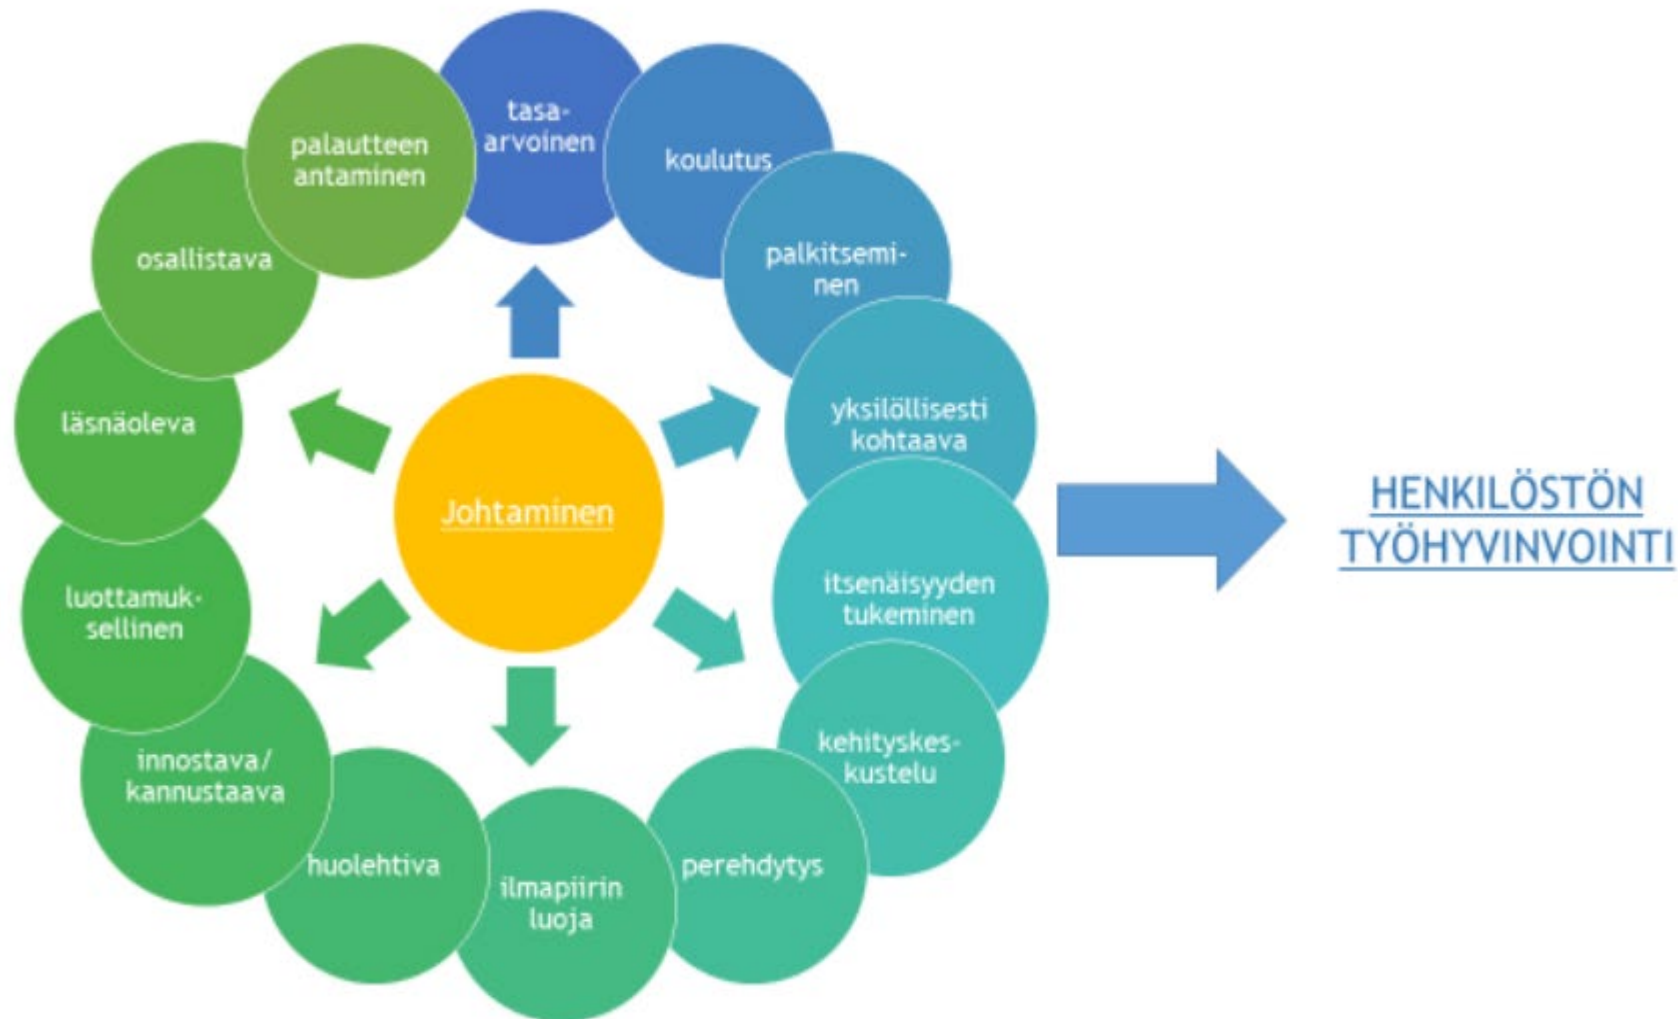 tasa-
arvoinen
koulutus
palkitsemi-
nen
yksilöllisesti
kohtaava
itsenäisyyden
tukeminen
kehityskes-
kustelu
perehdytys
ilmapiirin
luoja
huolehtiva
innostava/
kannustaava
luottamuk-
sellinen
läsnäoleva
osallistava
palautteen
antaminen
Johtaminen
HENKILÖSTÖN
TYÖHYVINVOINTI